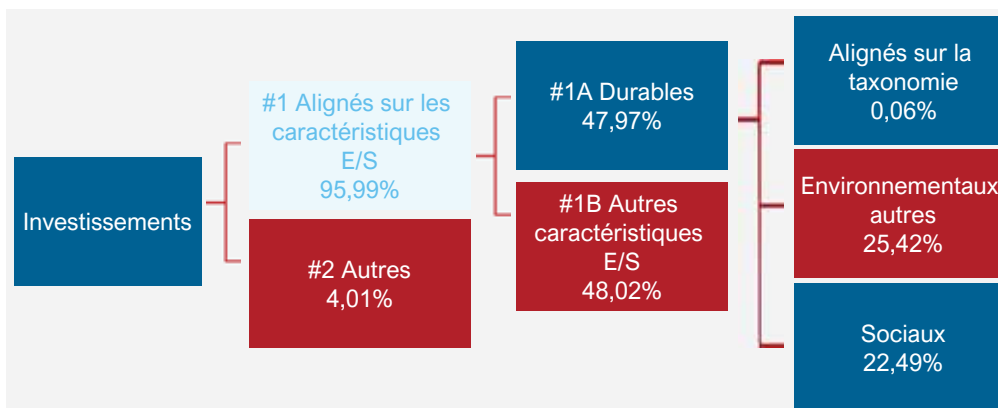 Investissements
#1 Alignés sur les
caractéristiques
E/S
95,99%
#2 Autres
4,01%
#1A Durables
47,97%
#1B Autres
caractéristiques
E/S
48,02%
Alignés sur la
taxonomie
0,06%
Environnementaux
autres
25,42%
Sociaux
22,49%